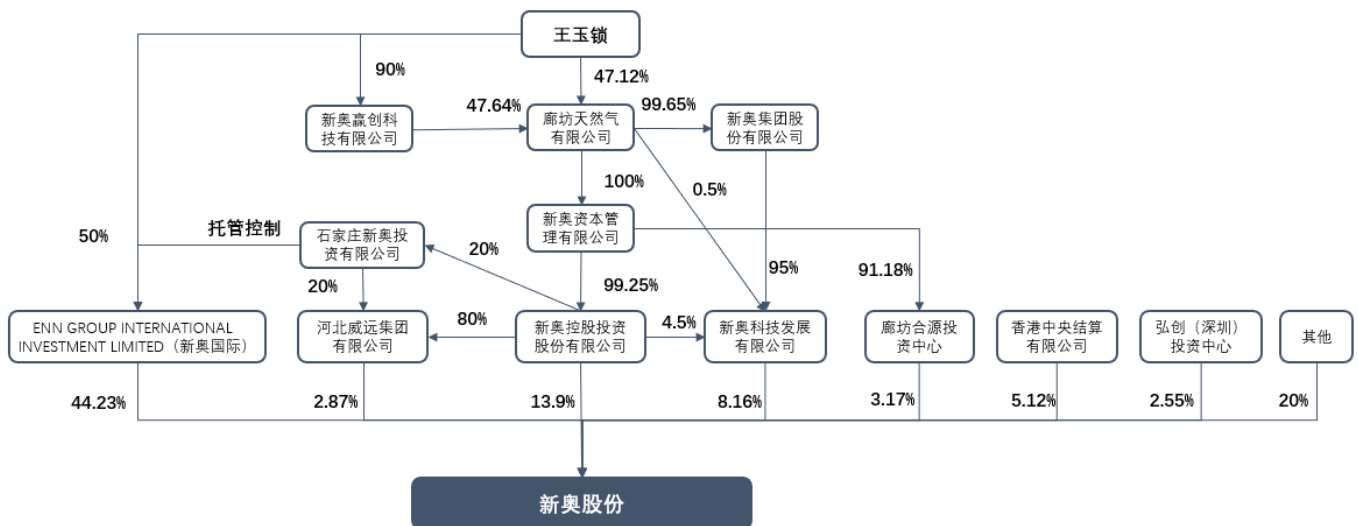 王玉锁
90%
47.12%
新奥赢创科
技有限公司
47.64%
廊坊天然气
有限公司
99.65%
新奥集团股
份有限公司
100%
0.5%
50%
托管控制
石家庄新奥投
资有限公司
20%
新奥资本管
理有限公司
20%
99.25%
95%
91.18%
ENN GROUP INTERNATIONAL
INVESTMENT LIMITED（新奥国际）
河北威远集团
有限公司
80%
新奥控股投资
股份有限公司
4.5%
新奥科技发展
有限公司
廊坊合源投
资中心
香港中央结算
有限公司
弘创（深圳）
投资中心
其他
44.23%
2.87%
13.9%
8.16%
3.17%
5.12%
2.55%
20%
新奥股份